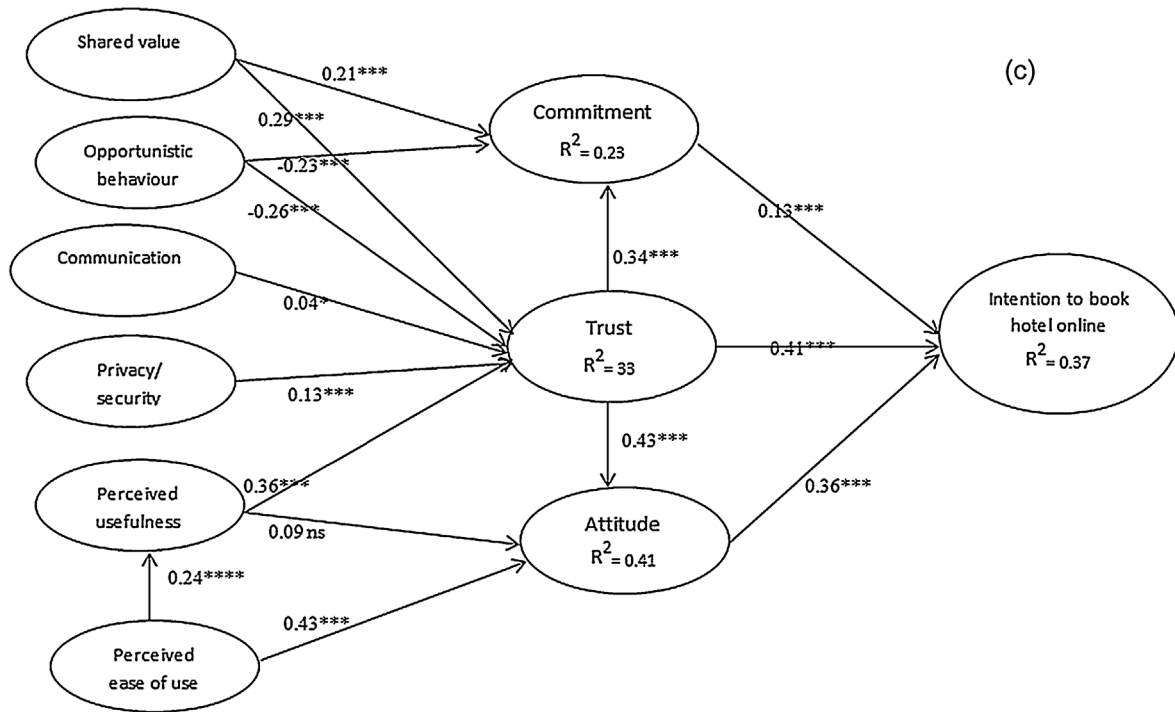 Shared value
(c)
0.21***
Commitment
R²= 0.23
0.29***
Opportunistic
behaviour
-0.23***
-0.26***
0.13***
Communication
0.34***
0.04*
Intention to book
hotel online
R²= 0.37
Trust
R²= 33
0.41***
Privacy/
security
0.13***
0.43***
Perceived
usefulness
0.36***
0.36***
0.09 ns
Attitude
R²= 0.41
0.24****
0.43***
Perceived
ease of use